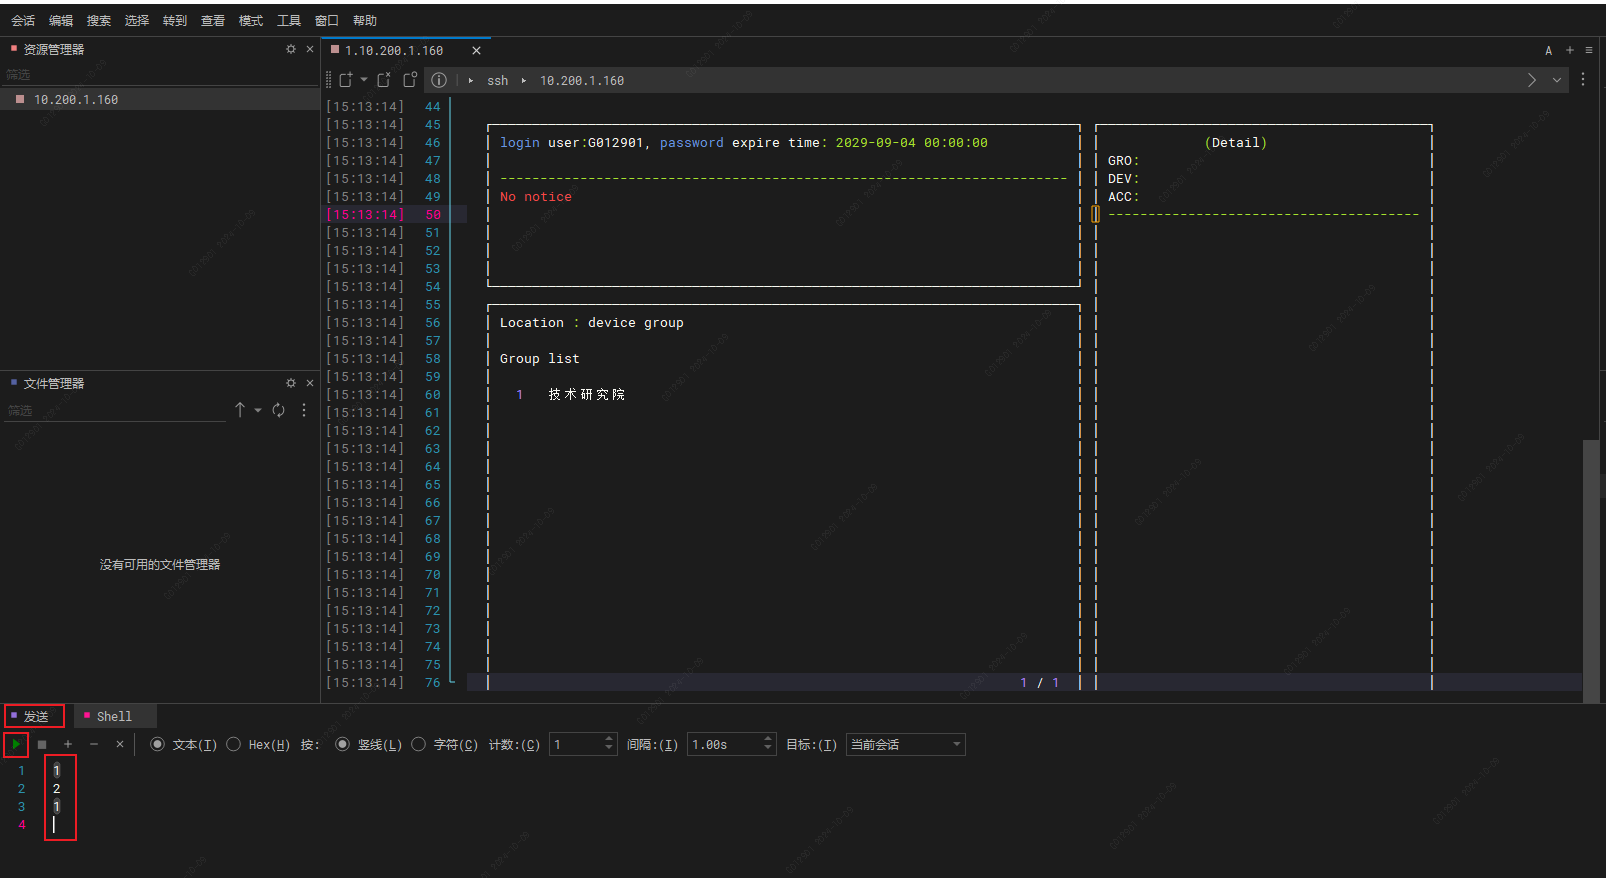 会话 编辑 搜索 选择 转到 查看 模式 工具 窗口 帮助
资源管理器
筛选
10.200.1.160
文件管理器
筛选
没有可用的文件管理器
1.10.200.1.160
A
ssh 10.200.1.160
[15:13:14] 44
[15:13:14] 45
[15:13:14] 46 login user:G012901, password expire time: 2029-09-04 00:00:00 (Detail)
[15:13:14] 47 GRO:
[15:13:14] 48 ----------------------------------------------------------------------- DEV:
[15:13:14] 49 No notice ACC:
[15:13:14] 50 ---------------------------------------
[15:13:14] 51
[15:13:14] 52
[15:13:14] 53
[15:13:14] 54
[15:13:14] 55
[15:13:14] 56 Location : device group
[15:13:14] 57
[15:13:14] 58 Group list
[15:13:14] 59
[15:13:14] 60 1 技术研究院
[15:13:14] 61
[15:13:14] 62
[15:13:14] 63
[15:13:14] 64
[15:13:14] 65
[15:13:14] 66
[15:13:14] 67
[15:13:14] 68
[15:13:14] 69
[15:13:14] 70
[15:13:14] 71
[15:13:14] 72
[15:13:14] 73
[15:13:14] 74
[15:13:14] 75
[15:13:14] 76 1 / 1
发送 Shell
文本(T) Hex(H) 按: 竖线(L) 字符(C) 计数:(C) 1 间隔:(I) 1.00s 目标:(T) 当前会话
1 1
2 2
3 1
4